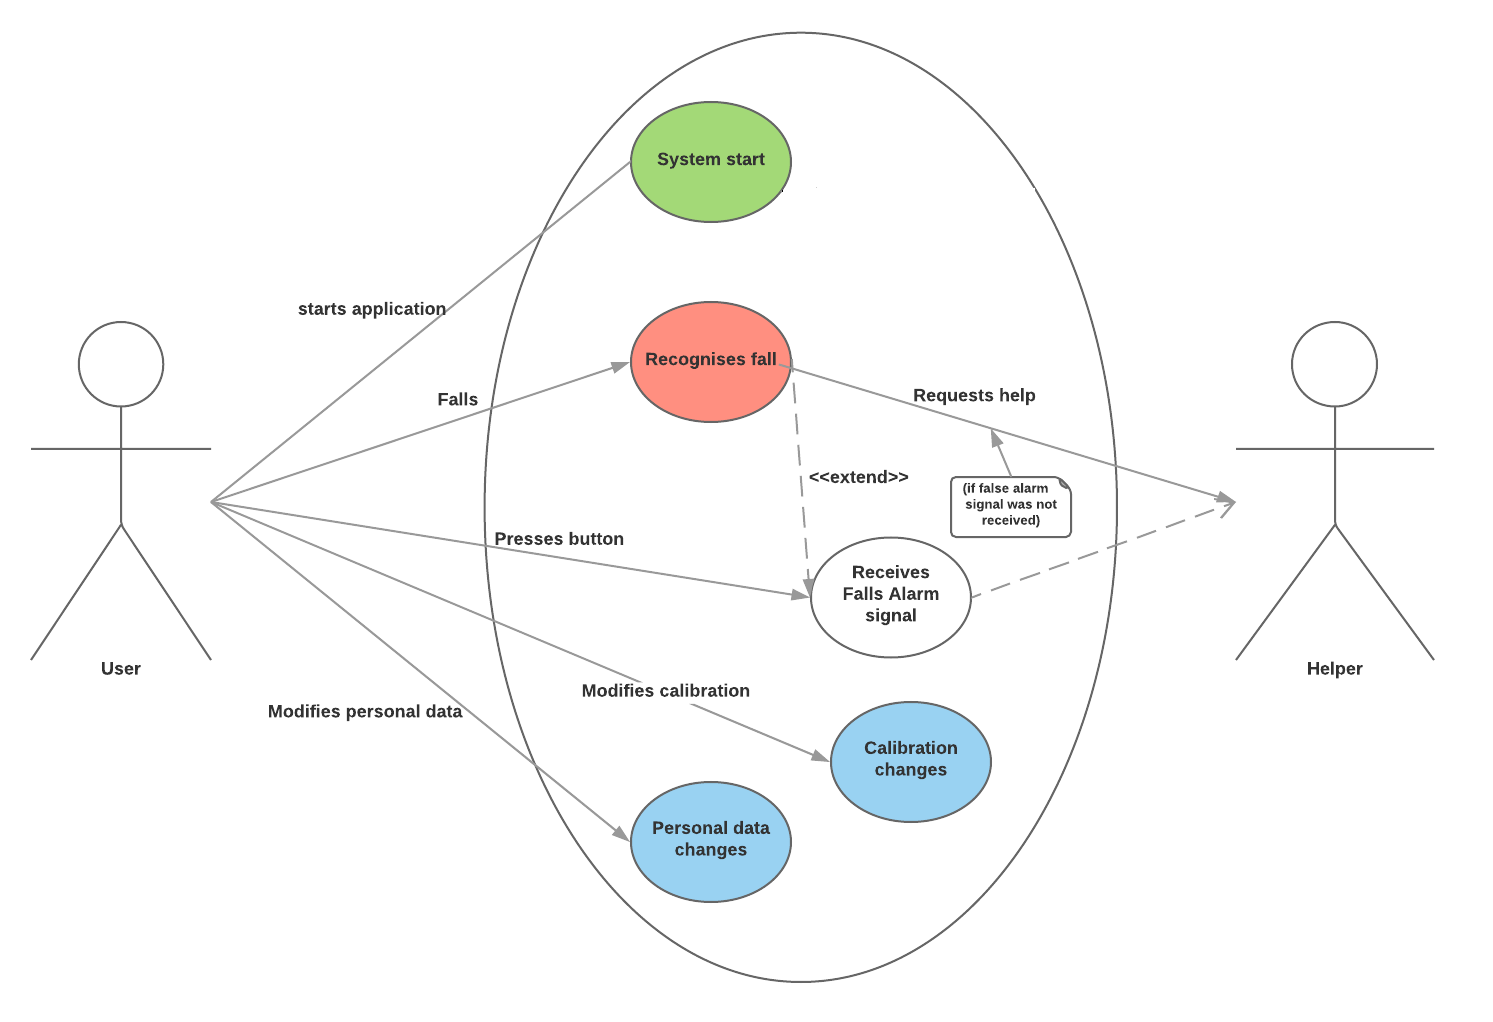 System start
starts application
Recognises fall
Falls
Requests help
<<extend>>
(if false alarm
signal was not
received)
Presses button
Receives
Falls Alarm
signal
User
Helper
Modifies calibration
Modifies personal data
Calibration
changes
Personal data
changes